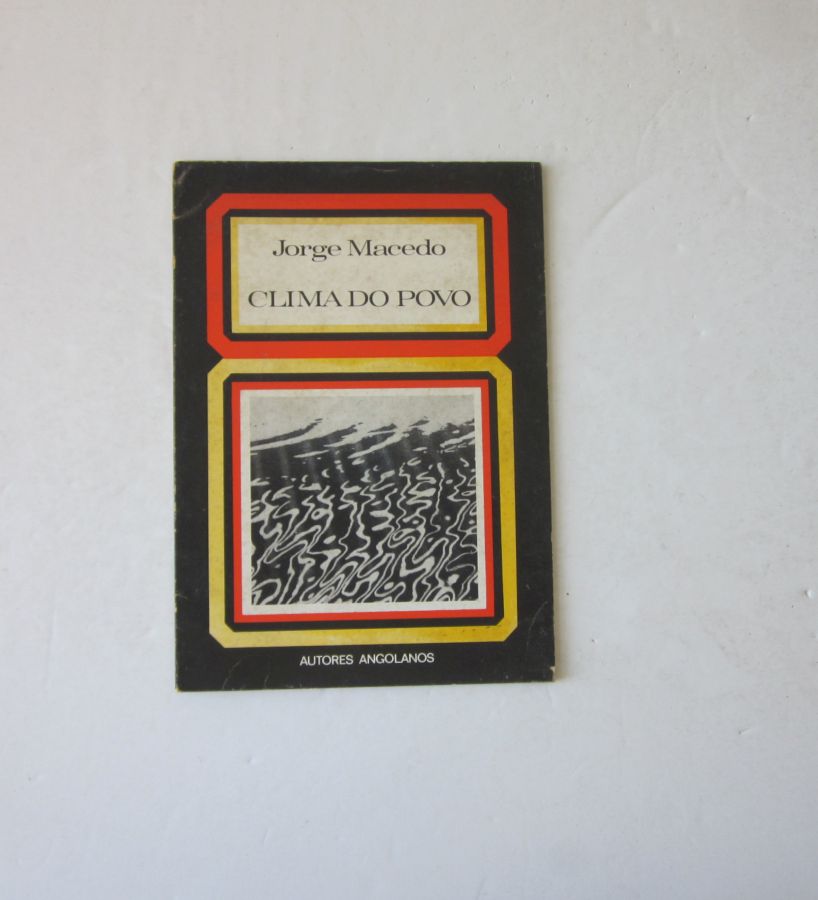 Jorge Macedo
CLIMA DO POVO
AUTORES ANGOLANOS